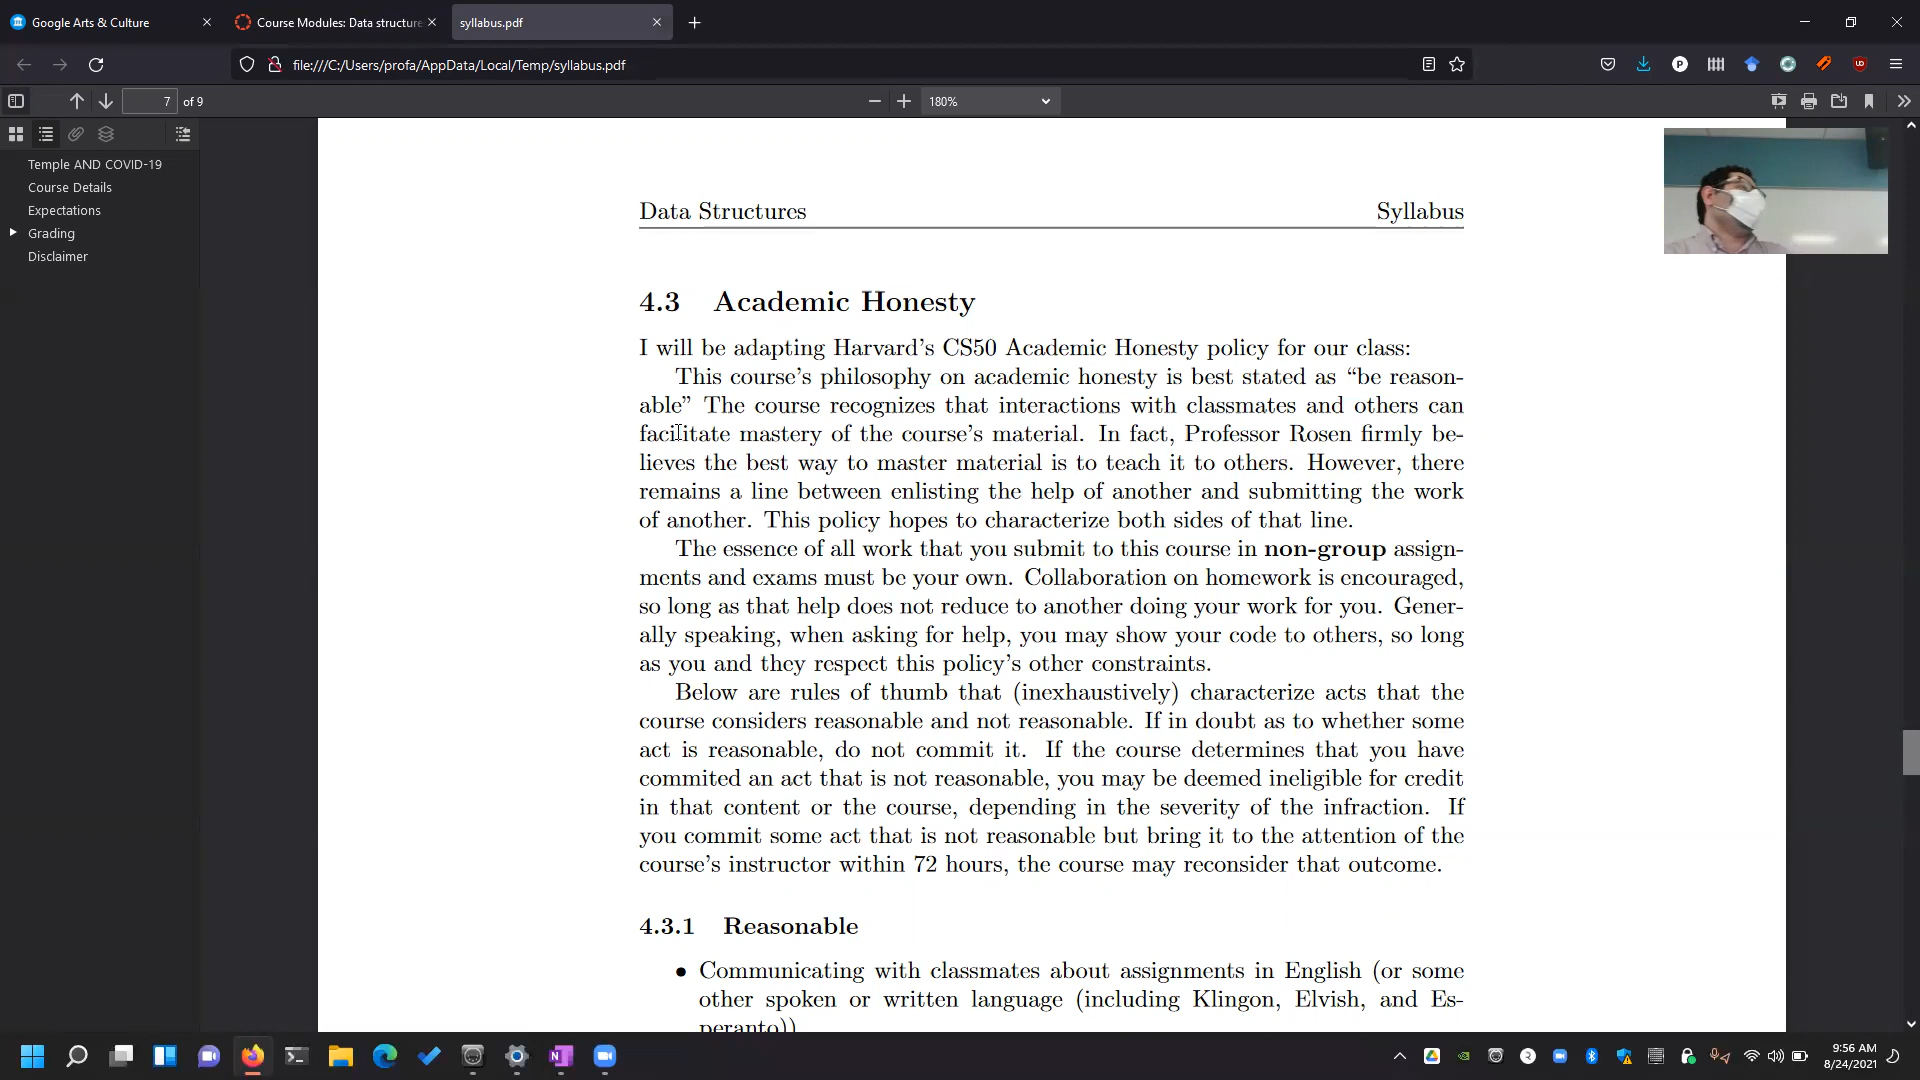 Google Arts & Culture
Course Modules: Data structure
syllabus.pdf
file:///C:/Users/profa/AppData/Local/Temp/syllabus.pdf
7 of 9
180%
Temple AND COVID-19
Course Details
Expectations
Grading
Disclaimer
Data Structures Syllabus
4.3 Academic Honesty
I will be adapting Harvard's CS50 Academic Honesty policy for our class:
This course's philosophy on academic honesty is best stated as “be reason-
able” The course recognizes that interactions with classmates and others can
facilitate mastery of the course's material. In fact, Professor Rosen firmly be-
lieves the best way to master material is to teach it to others. However, there
remains a line between enlisting the help of another and submitting the work
of another. This policy hopes to characterize both sides of that line.
The essence of all work that you submit to this course in non-group assign-
ments and exams must be your own. Collaboration on homework is encouraged,
so long as that help does not reduce to another doing your work for you. Gener-
ally speaking, when asking for help, you may show your code to others, so long
as you and they respect this policy's other constraints.
Below are rules of thumb that (inexhaustively) characterize acts that the
course considers reasonable and not reasonable. If in doubt as to whether some
act is reasonable, do not commit it. If the course determines that you have
commited an act that is not reasonable, you may be deemed ineligible for credit
in that content or the course, depending in the severity of the infraction. If
you commit some act that is not reasonable but bring it to the attention of the
course's instructor within 72 hours, the course may reconsider that outcome.
4.3.1 Reasonable
• Communicating with classmates about assignments in English (or some
other spoken or written language (including Klingon, Elvish, and Es-
peranto))
9:56 AM
8/24/2021